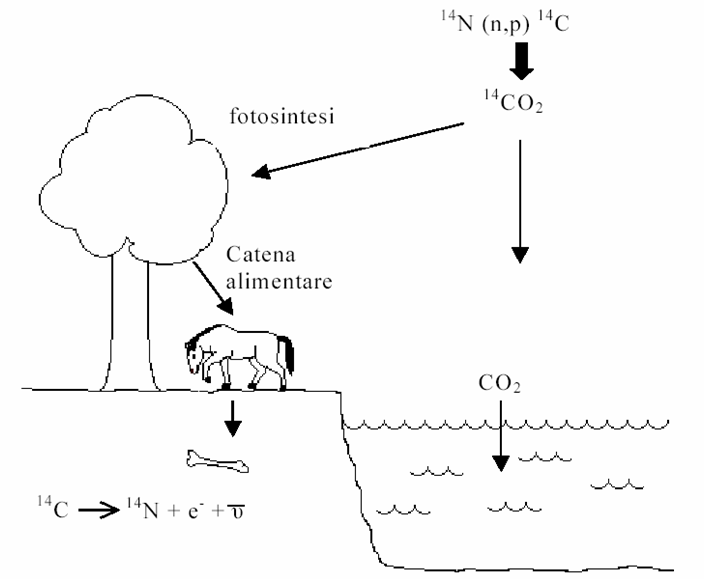 ¹⁴N (n,p) ¹⁴C
¹⁴CO₂
fotosintesi
Catena
alimentare
CO₂
¹⁴C → ¹⁴N + e⁻ + ῡ